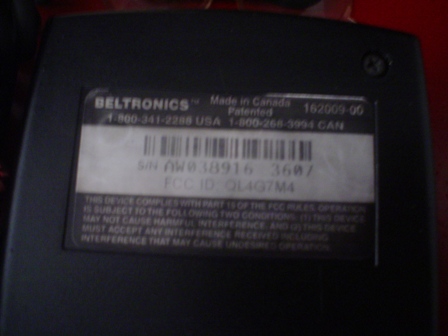 BELTRONICS™ Made in Canada 162009-00
Patented
1-800-341-2288 USA 1-800-268-3994 CAN
S/N AW038916 3607
FCC ID: QL4G7M4
THIS DEVICE COMPLIES WITH PART 15 OF THE FCC RULES. OPERATION
IS SUBJECT TO THE FOLLOWING TWO CONDITIONS: (1) THIS DEVICE
MAY NOT CAUSE HARMFUL INTERFERENCE, AND (2) THIS DEVICE
MUST ACCEPT ANY INTERFERENCE RECEIVED INCLUDING
INTERFERENCE THAT MAY CAUSE UNDESIRED OPERATION.